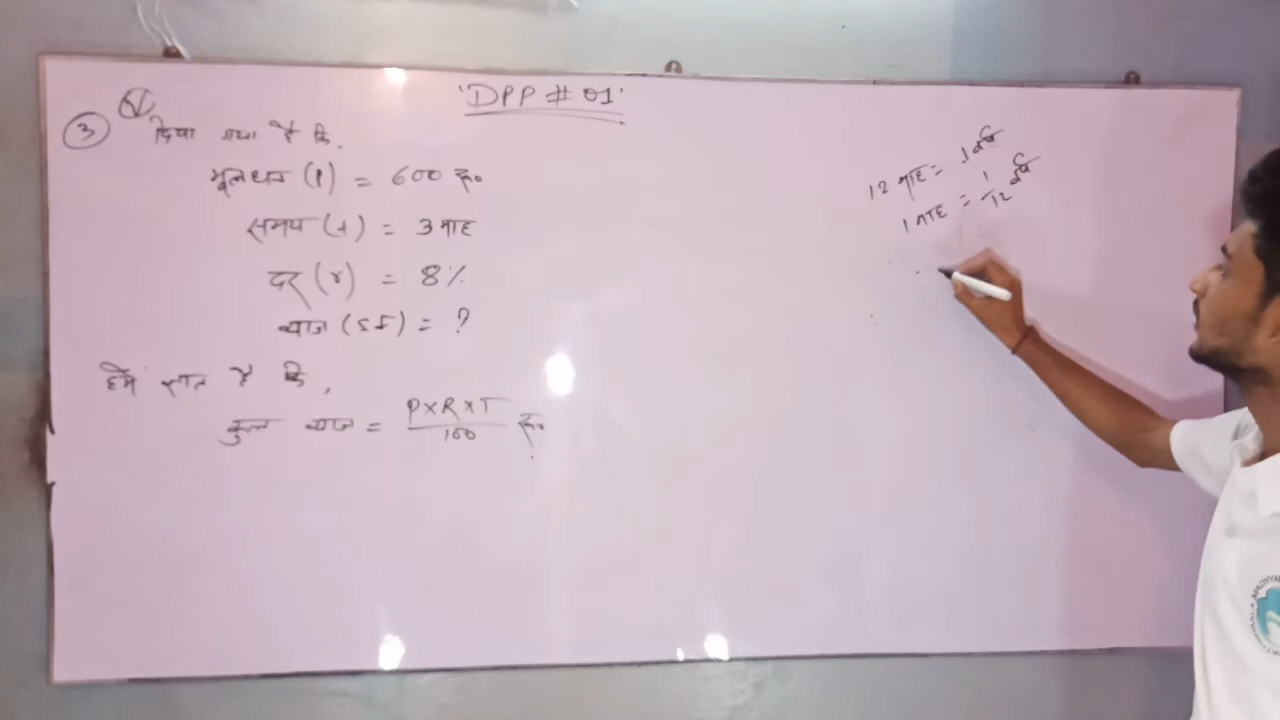 'DPP # 01'
③
दिया गया है कि,
मूलधन (P) = 600 रू०
समय (t) = 3 माह
दर (r) = 8%
ब्याज (SI) = ?
हमें ज्ञात है कि,
कुल ब्याज = P×R×T/100 रू०
12 माह = 1 वर्ष
1 माह = 1/12 वर्ष